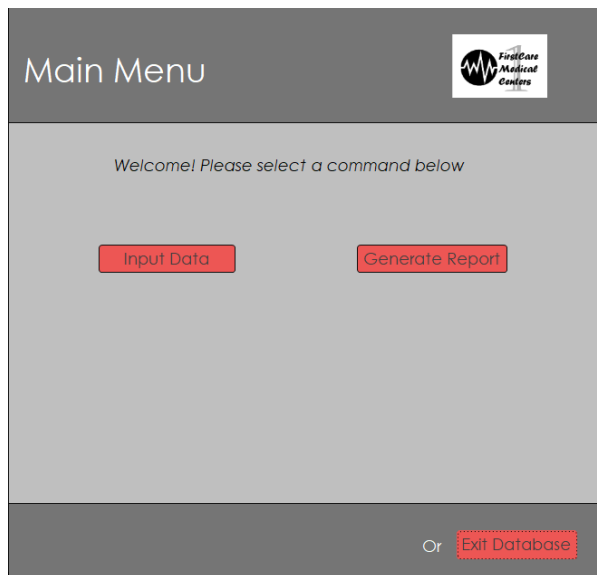 Main Menu
FirstCare
Medical
Centers
Welcome! Please select a command below
Input Data
Generate Report
Or
Exit Database